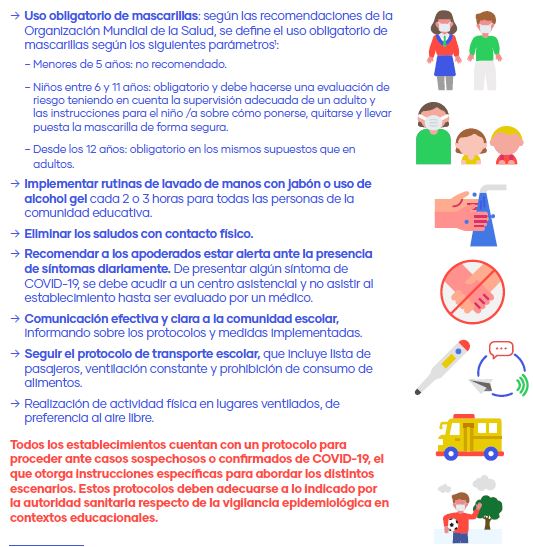 → Uso obligatorio de mascarillas: según las recomendaciones de la
Organización Mundial de la Salud, se define el uso obligatorio de
mascarillas según los siguientes parámetros¹:
– Menores de 5 años: no recomendado.
– Niños entre 6 y 11 años: obligatorio y debe hacerse una evaluación de
riesgo teniendo en cuenta la supervisión adecuada de un adulto y
las instrucciones para el niño /a sobre cómo ponerse, quitarse y llevar
puesta la mascarilla de forma segura.
– Desde los 12 años: obligatorio en los mismos supuestos que en
adultos.
→ Implementar rutinas de lavado de manos con jabón o uso de
alcohol gel cada 2 o 3 horas para todas las personas de la
comunidad educativa.
→ Eliminar los saludos con contacto físico.
→ Recomendar a los apoderados estar alerta ante la presencia
de síntomas diariamente. De presentar algún síntoma de
COVID-19, se debe acudir a un centro asistencial y no asistir al
establecimiento hasta ser evaluado por un médico.
→ Comunicación efectiva y clara a la comunidad escolar,
informando sobre los protocolos y medidas implementadas.
→ Seguir el protocolo de transporte escolar, que incluye lista de
pasajeros, ventilación constante y prohibición de consumo de
alimentos.
→ Realización de actividad física en lugares ventilados, de
preferencia al aire libre.
Todos los establecimientos cuentan con un protocolo para
proceder ante casos sospechosos o confirmados de COVID-19, el
que otorga instrucciones específicas para abordar los distintos
escenarios. Estos protocolos deben adecuarse a lo indicado por
la autoridad sanitaria respecto de la vigilancia epidemiológica en
contextos educacionales.